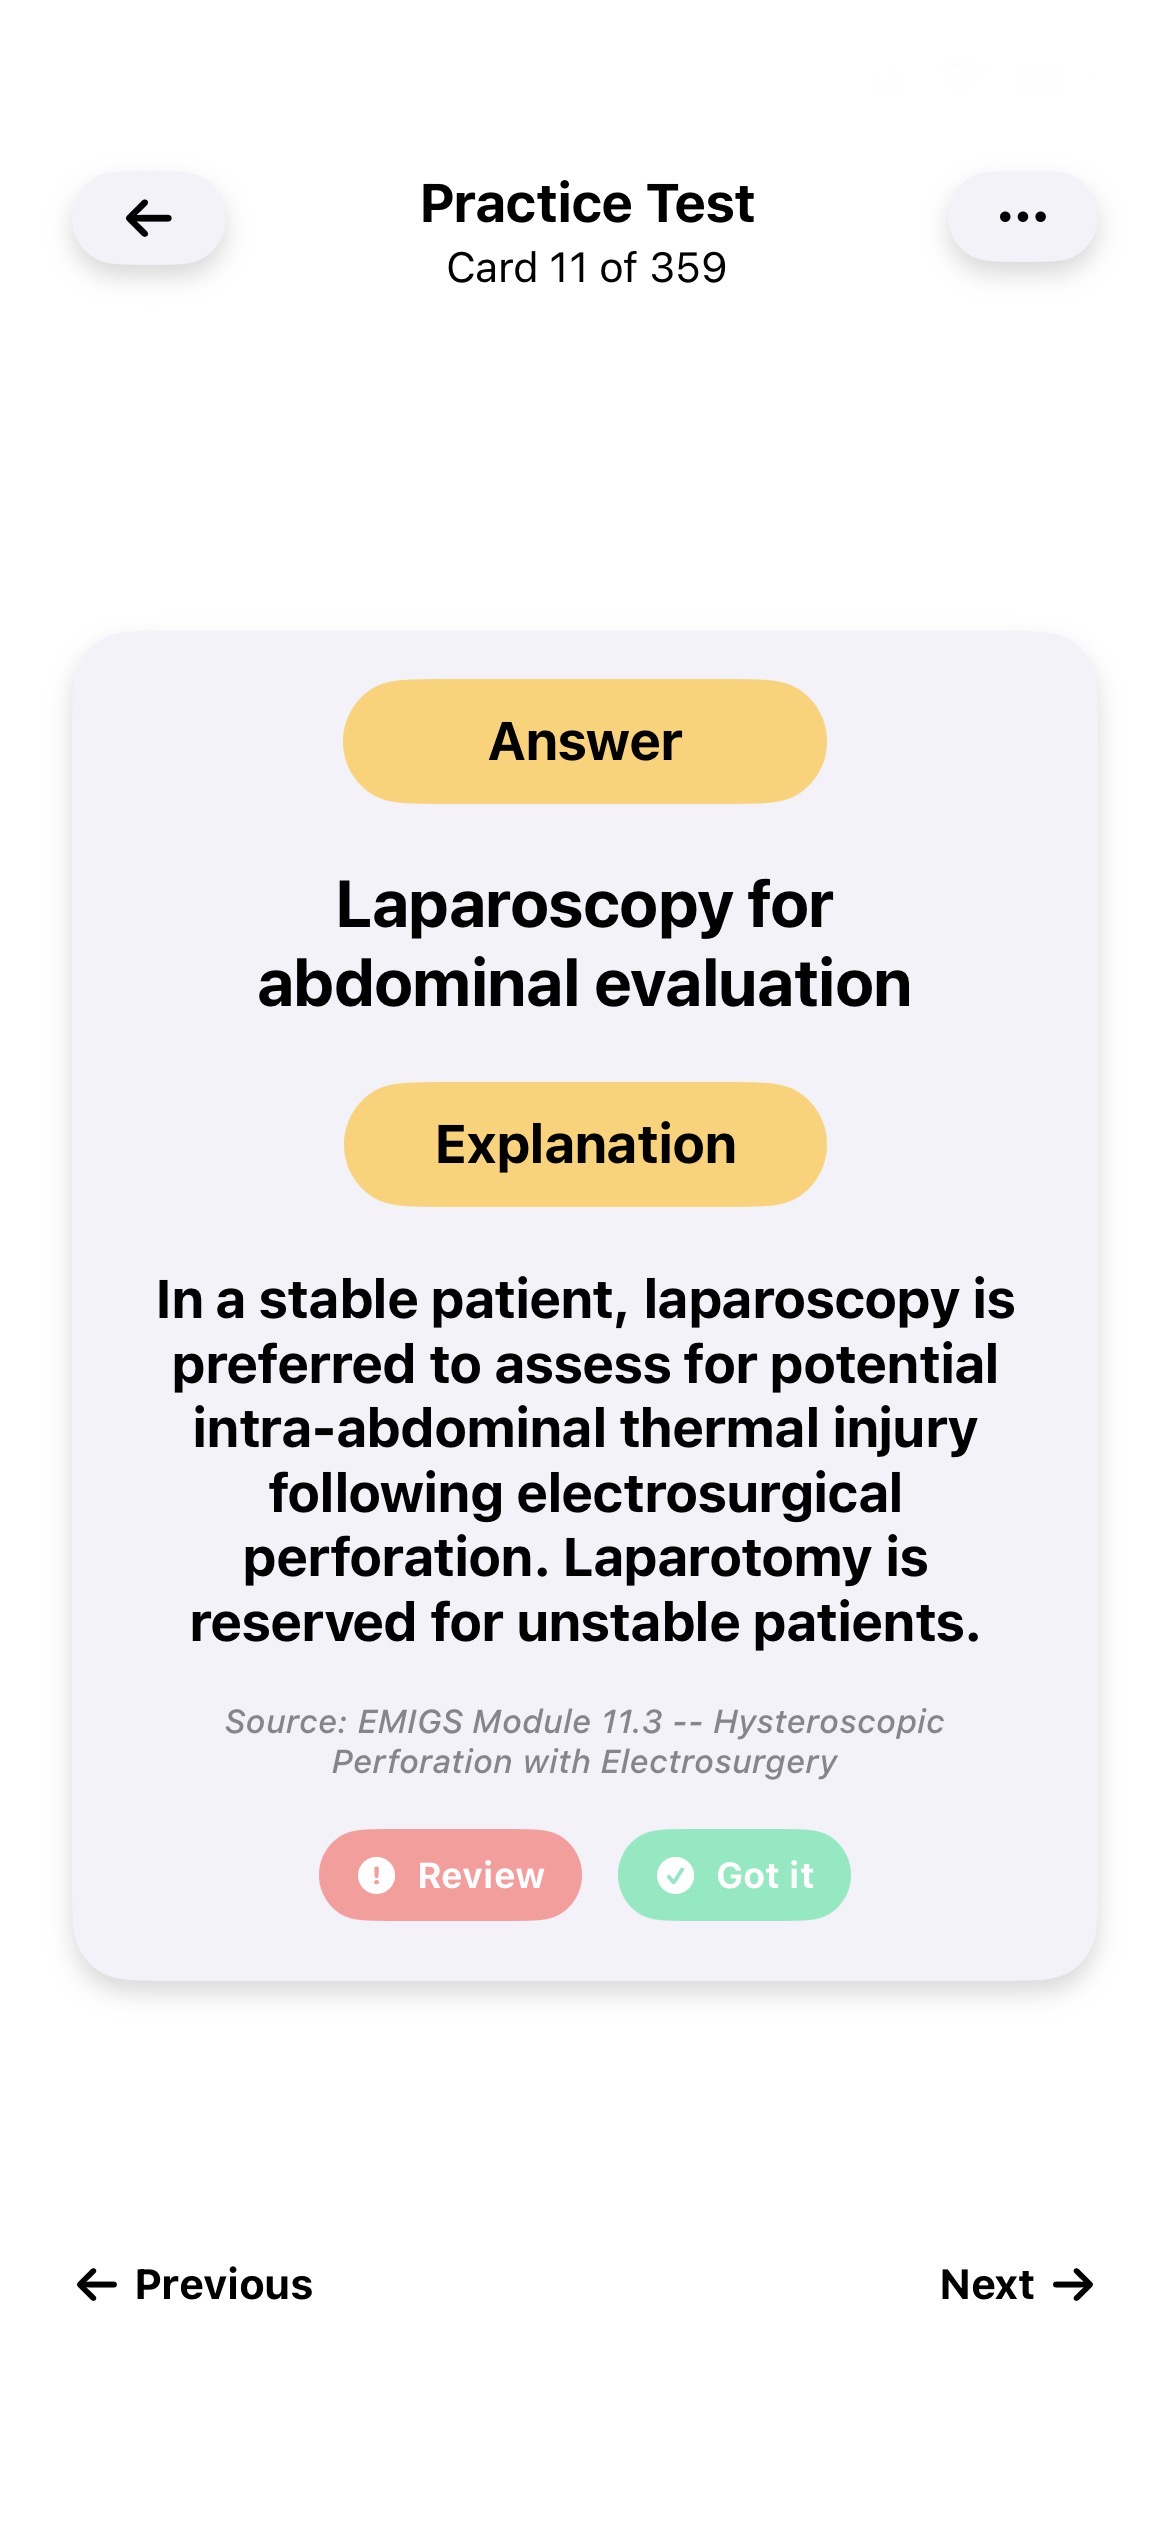 Practice Test
Card 11 of 359
Answer
Laparoscopy for
abdominal evaluation
Explanation
In a stable patient, laparoscopy is
preferred to assess for potential
intra-abdominal thermal injury
following electrosurgical
perforation. Laparotomy is
reserved for unstable patients.
Source: EMIGS Module 11.3 -- Hysteroscopic
Perforation with Electrosurgery
Review
Got it
Previous
Next